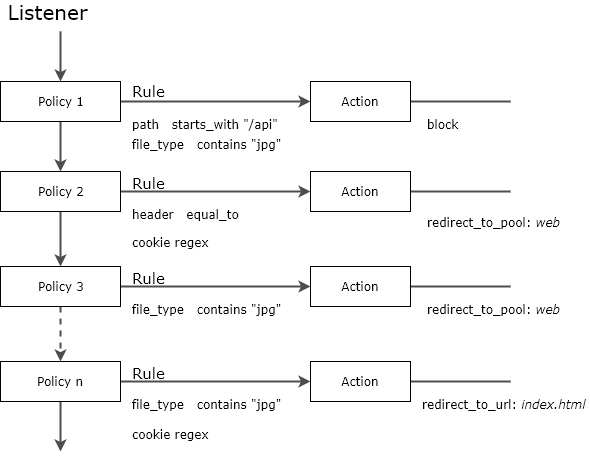 Listener
Policy 1
Rule
Action
path starts_with "/api"
file_type contains "jpg"
block
Policy 2
Rule
Action
header equal_to
cookie regex
redirect_to_pool: web
Policy 3
Rule
Action
file_type contains "jpg"
redirect_to_pool: web
Policy n
Rule
Action
file_type contains "jpg"
cookie regex
redirect_to_url: index.html